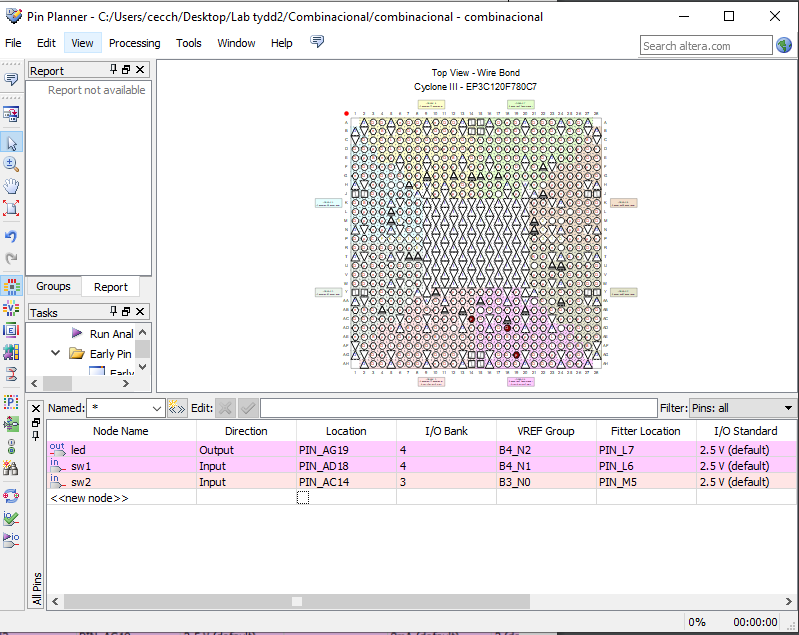 Pin Planner - C:/Users/cecch/Desktop/Lab tydd2/Combinacional/combinacional - combinacional
File Edit View Processing Tools Window Help
Search altera.com
Report
Report not available
Groups Report
Tasks
Run Anal
Early Pin
Early
Top View - Wire Bond
Cyclone III - EP3C120F780C7
Named: * Edit: Filter: Pins: all
Node Name Direction Location I/O Bank VREF Group Fitter Location I/O Standard
out led Output PIN_AG19 4 B4_N2 PIN_L7 2.5 V (default)
in sw1 Input PIN_AD18 4 B4_N1 PIN_L6 2.5 V (default)
in sw2 Input PIN_AC14 3 B3_N0 PIN_M5 2.5 V (default)
<<new node>>
All Pins
0% 00:00:00